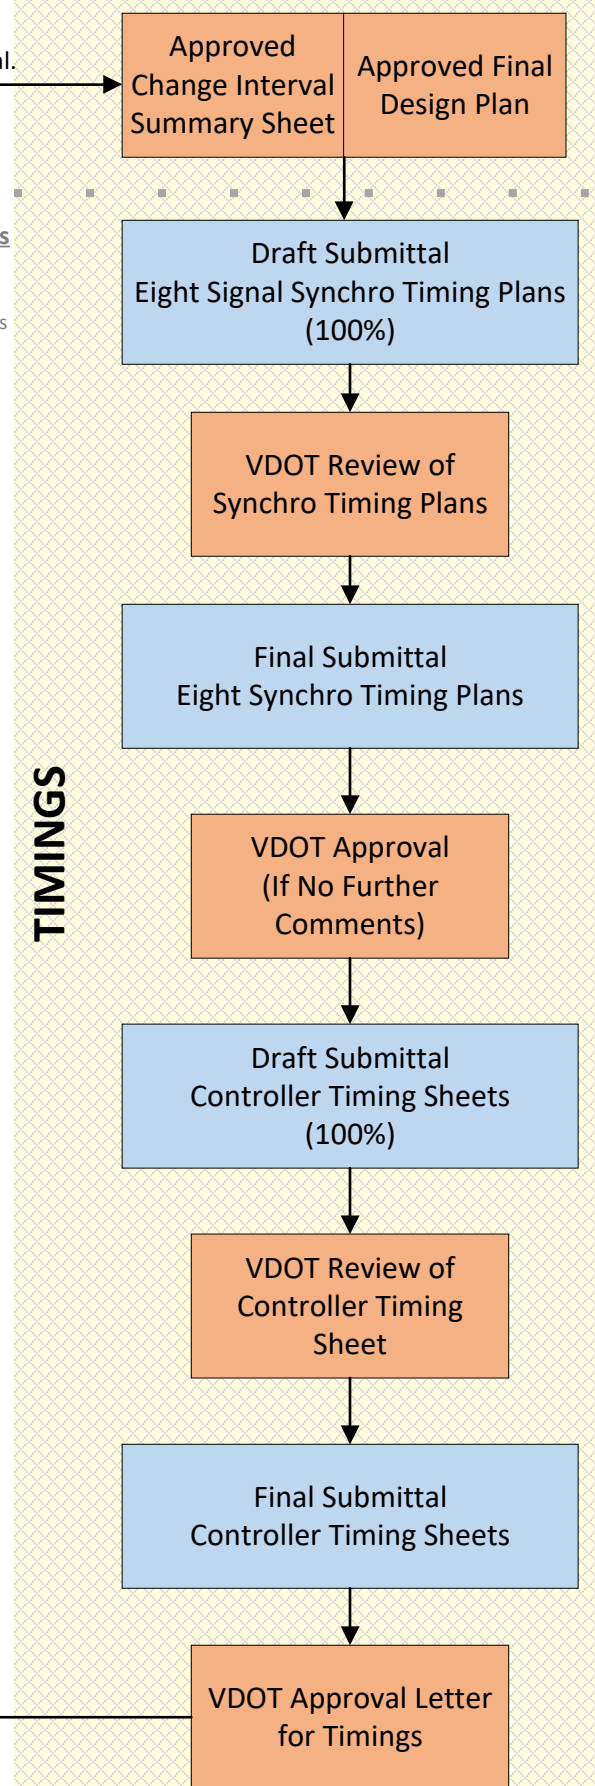 al.
Approved
Change Interval
Summary Sheet
Approved Final
Design Plan
s
s
Draft Submittal
Eight Signal Synchro Timing Plans
(100%)
VDOT Review of
Synchro Timing Plans
Final Submittal
Eight Synchro Timing Plans
TIMINGS
VDOT Approval
(If No Further
Comments)
Draft Submittal
Controller Timing Sheets
(100%)
VDOT Review of
Controller Timing
Sheet
Final Submittal
Controller Timing Sheets
VDOT Approval Letter
for Timings